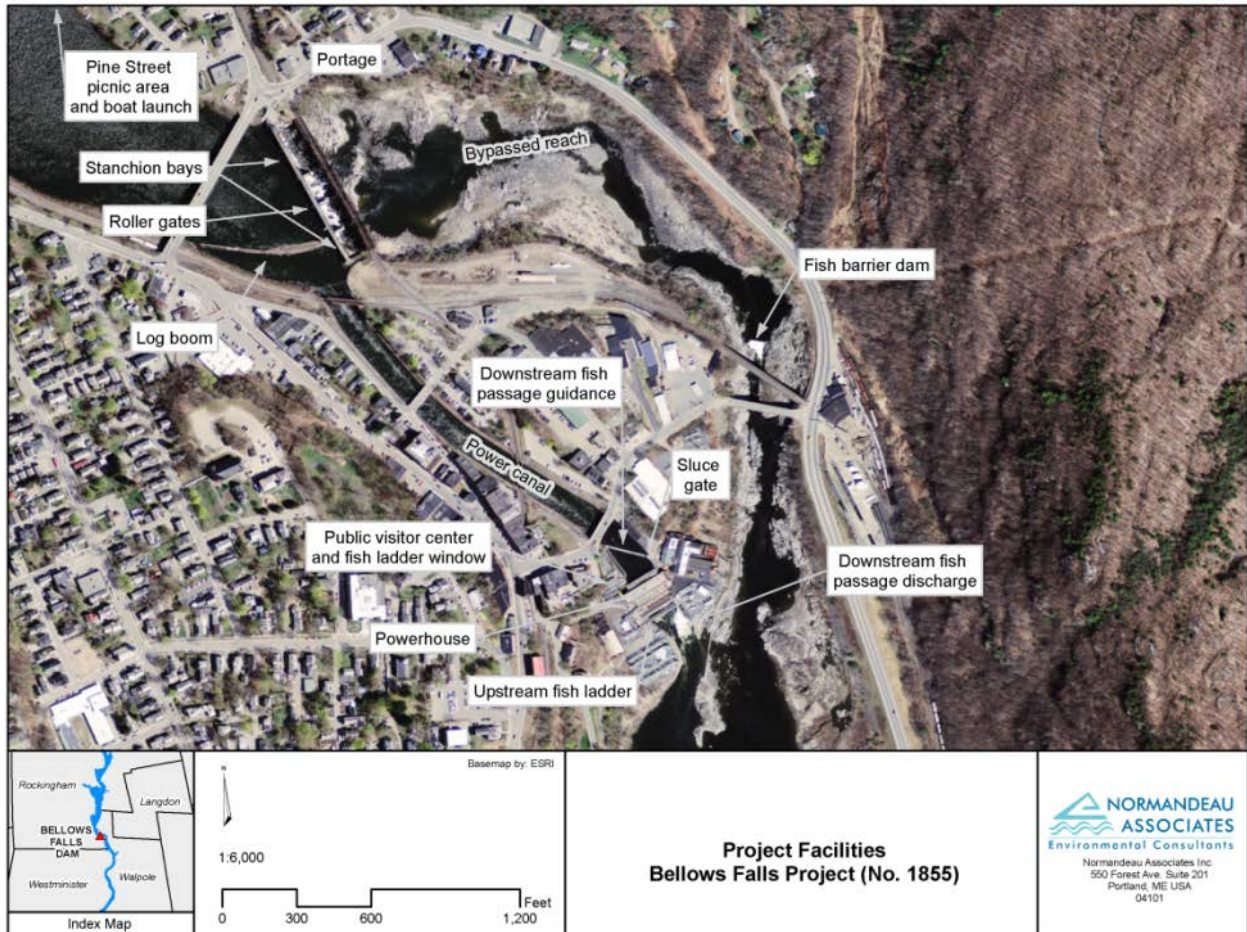 Pine Street
picnic area
and boat launch
Portage
Stanchion bays
Bypassed reach
Roller gates
Fish barrier dam
Log boom
Downstream fish
passage guidance
Power canal
Sluce
gate
Public visitor center
and fish ladder window
Downstream fish
passage discharge
Powerhouse
Upstream fish ladder
Rockingham
Langdon
BELLOWS
FALLS
DAM
Westminister
Walpole
Index Map
Basemap by: ESRI
N
1:6,000
Feet
0 300 600 1,200
Project Facilities
Bellows Falls Project (No. 1855)
NORMANDEAU
ASSOCIATES
Environmental Consultants
Normandeau Associates Inc.
550 Forest Ave. Suite 201
Portland, ME USA
04101